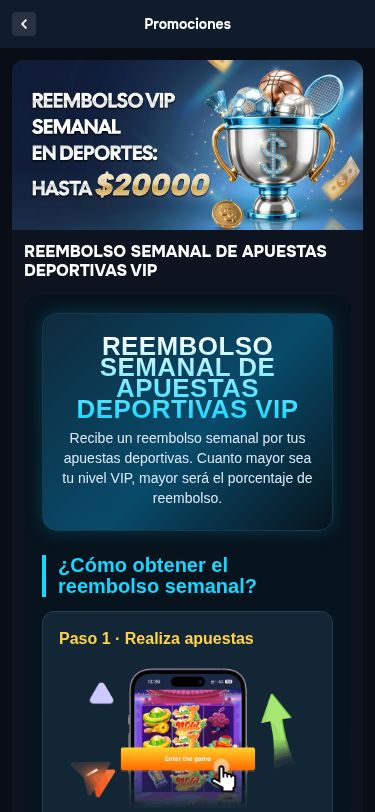 Promociones
REEMBOLSO VIP
SEMANAL
EN DEPORTES:
HASTA $20000
REEMBOLSO SEMANAL DE APUESTAS
DEPORTIVAS VIP
REEMBOLSO
SEMANAL DE
APUESTAS
DEPORTIVAS VIP
Recibe un reembolso semanal por tus
apuestas deportivas. Cuanto mayor sea
tu nivel VIP, mayor será el porcentaje de
reembolso.
¿Cómo obtener el
reembolso semanal?
Paso 1 · Realiza apuestas
Enter the game